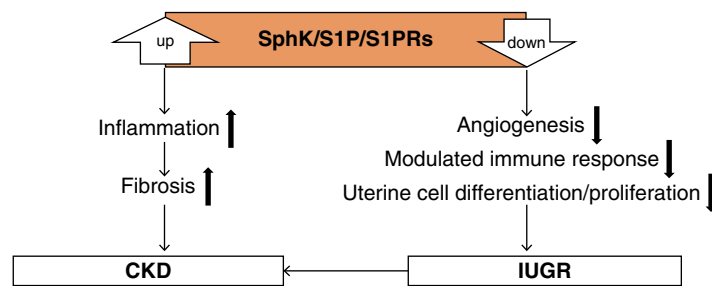 SphK/S1P/S1PRs
up
down
Inflammation
Fibrosis
Angiogenesis
Modulated immune response
Uterine cell differentiation/proliferation
CKD
IUGR